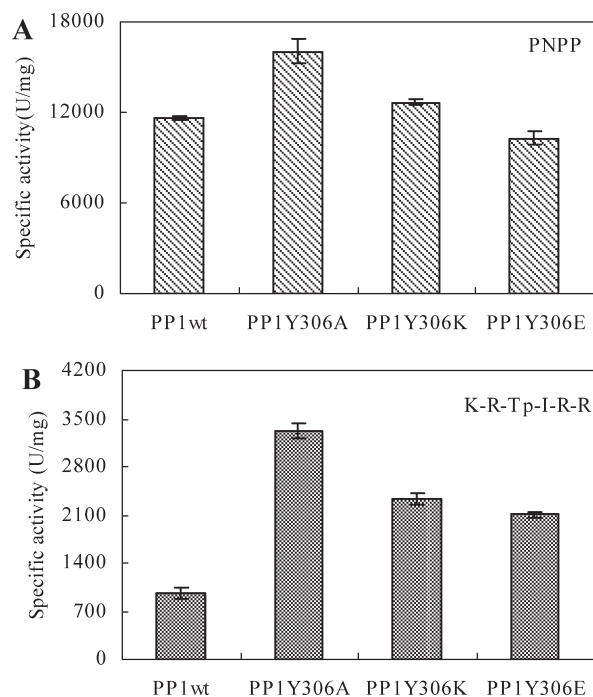 A
PNPP
Specific activity (U/mg)
18000
12000
6000
0
PP1wt PP1Y306A PP1Y306K PP1Y306E
B
K-R-Tp-I-R-R
Specific activity (U/mg)
4200
3500
2800
2100
1400
700
0
PP1wt PP1Y306A PP1Y306K PP1Y306E